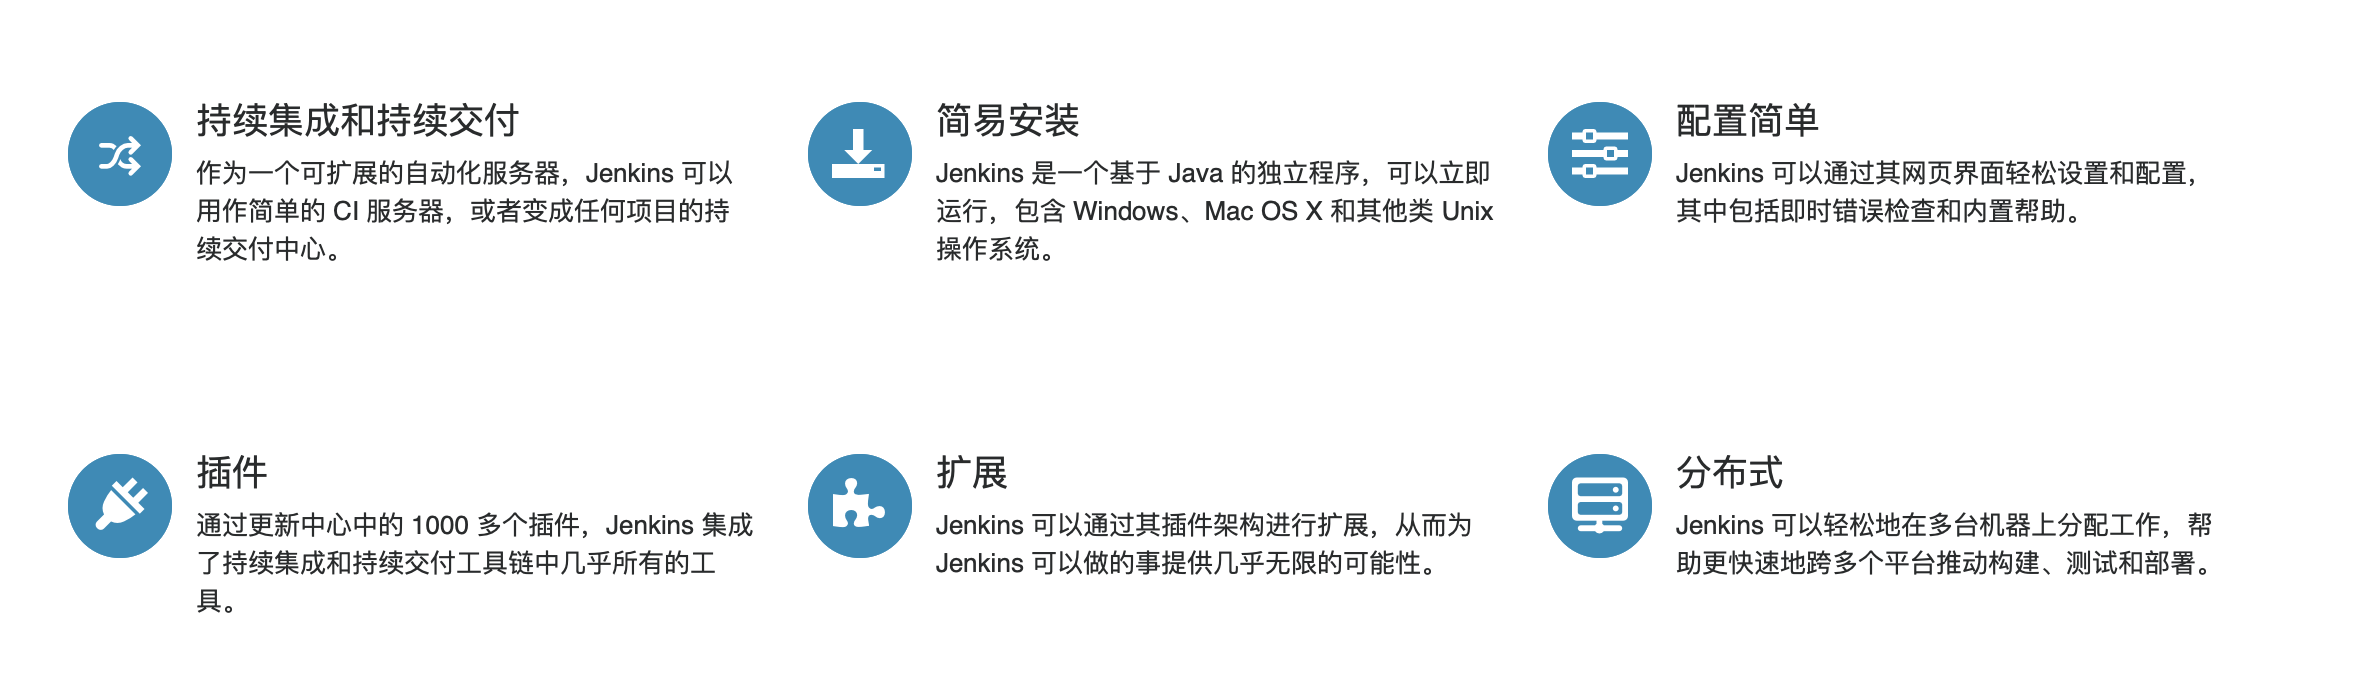 持续集成和持续交付
作为一个可扩展的自动化服务器，Jenkins 可以
用作简单的 CI 服务器，或者变成任何项目的持
续交付中心。
简易安装
Jenkins 是一个基于 Java 的独立程序，可以立即
运行，包含 Windows、Mac OS X 和其他类 Unix
操作系统。
配置简单
Jenkins 可以通过其网页界面轻松设置和配置，
其中包括即时错误检查和内置帮助。
插件
通过更新中心中的 1000 多个插件，Jenkins 集成
了持续集成和持续交付工具链中几乎所有的工
具。
扩展
Jenkins 可以通过其插件架构进行扩展，从而为
Jenkins 可以做的事提供几乎无限的可能性。
分布式
Jenkins 可以轻松地在多台机器上分配工作，帮
助更快速地跨多个平台推动构建、测试和部署。